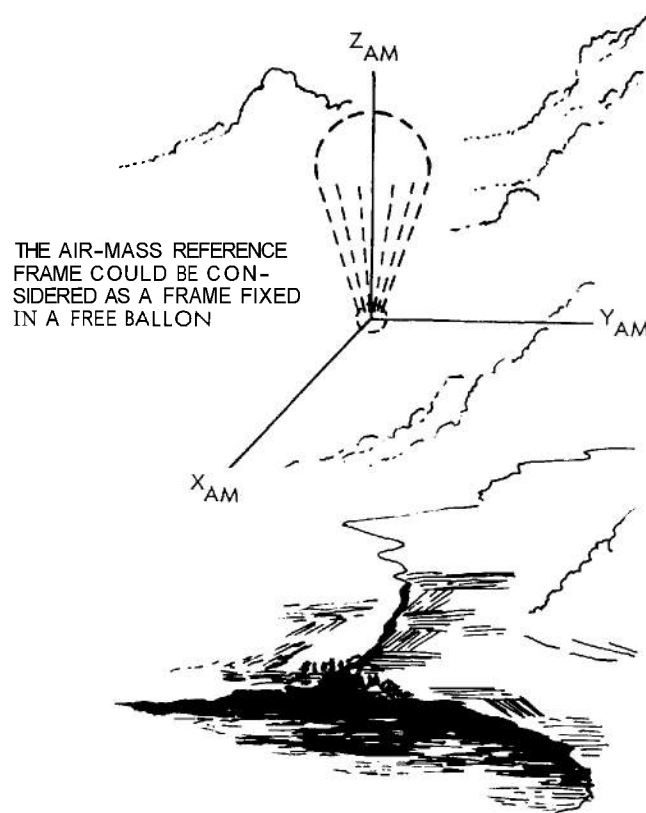 Z_AM
THE AIR-MASS REFERENCE
FRAME COULD BE CON-
SIDERED AS A FRAME FIXED
IN A FREE BALLON
Y_AM
X_AM